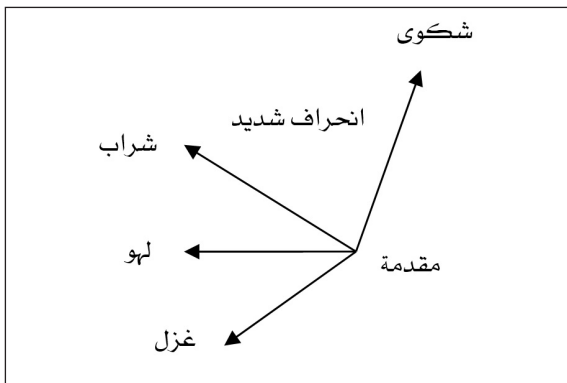 شكوى
انحراف شديد
شراب
لهو
مقدمة
غزل